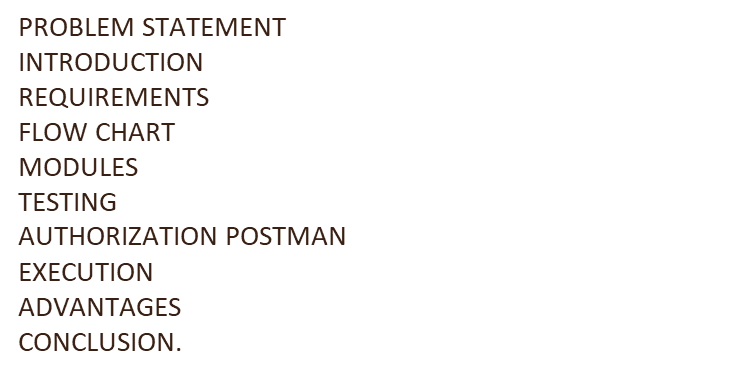 PROBLEM STATEMENT
INTRODUCTION
REQUIREMENTS
FLOW CHART
MODULES
TESTING
AUTHORIZATION POSTMAN
EXECUTION
ADVANTAGES
CONCLUSION.